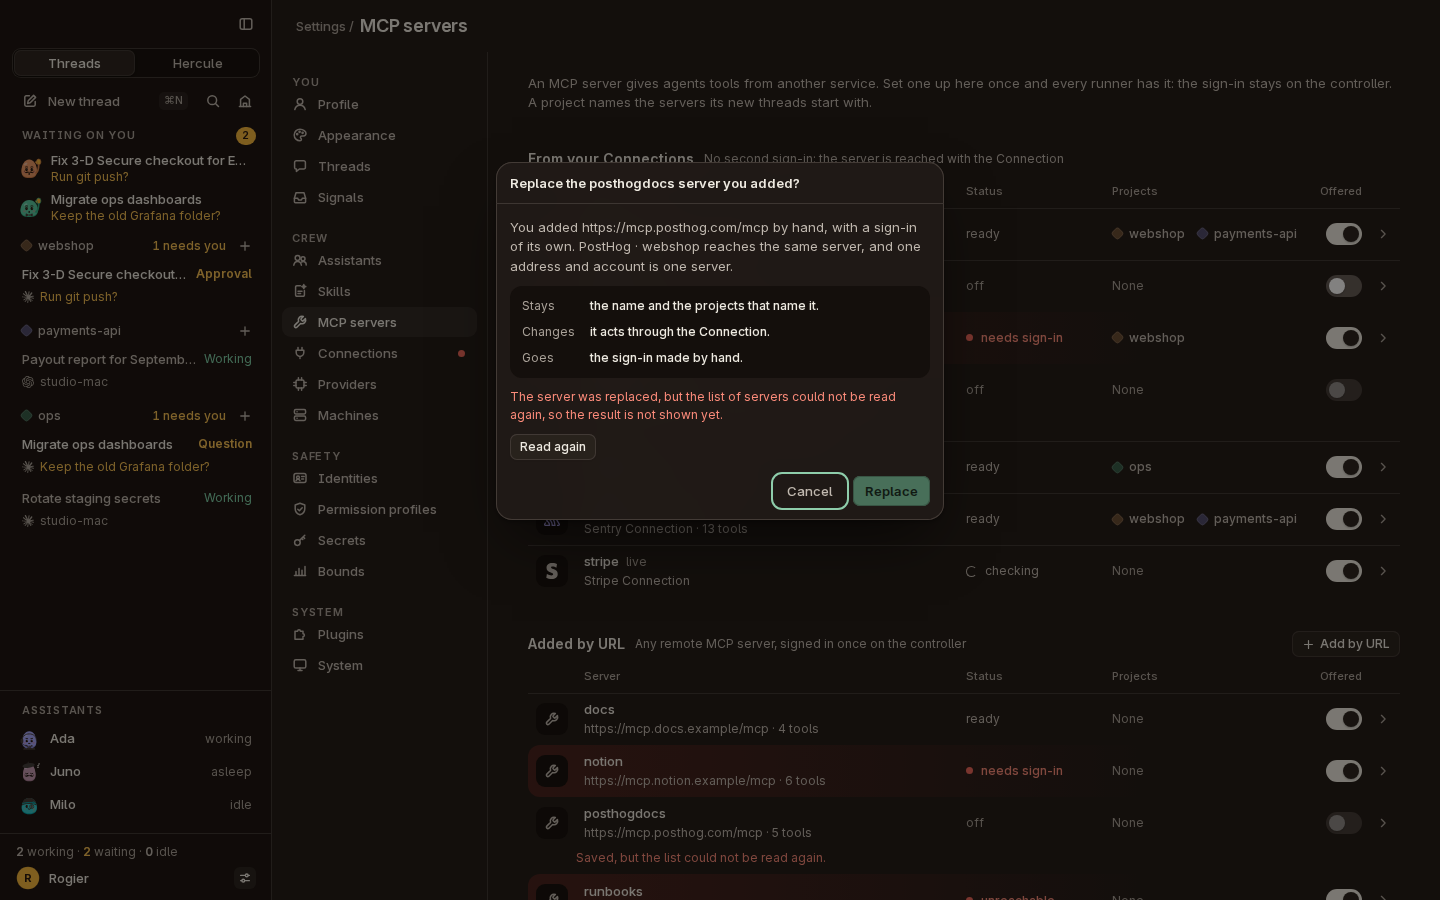 Settings / MCP servers
Threads
Hercule
New thread
⌘N
WAITING ON YOU
2
Fix 3-D Secure checkout for E…
Run git push?
Migrate ops dashboards
Keep the old Grafana folder?
webshop
1 needs you
Fix 3-D Secure checkout…
Approval
Run git push?
payments-api
Payout report for Septemb…
Working
studio-mac
ops
1 needs you
Migrate ops dashboards
Question
Keep the old Grafana folder?
Rotate staging secrets
Working
studio-mac
ASSISTANTS
Ada
working
Juno
asleep
Milo
idle
2 working · 2 waiting · 0 idle
R
Rogier
YOU
Profile
Appearance
Threads
Signals
CREW
Assistants
Skills
MCP servers
Connections
Providers
Machines
SAFETY
Identities
Permission profiles
Secrets
Bounds
SYSTEM
Plugins
System
An MCP server gives agents tools from another service. Set one up here once and every runner has it: the sign-in stays on the controller.
A project names the servers its new threads start with.
From your Connections
No second sign-in: the server is reached with the Connection
Status
Projects
Offered
ready
webshop
payments-api
off
None
needs sign-in
webshop
off
None
ready
ops
Sentry Connection · 13 tools
ready
webshop
payments-api
S
stripe live
Stripe Connection
checking
None
Replace the posthogdocs server you added?
You added https://mcp.posthog.com/mcp by hand, with a sign-in
of its own. PostHog · webshop reaches the same server, and one
address and account is one server.
Stays
the name and the projects that name it.
Changes
it acts through the Connection.
Goes
the sign-in made by hand.
The server was replaced, but the list of servers could not be read
again, so the result is not shown yet.
Read again
Cancel
Replace
Added by URL
Any remote MCP server, signed in once on the controller
Add by URL
Server
Status
Projects
Offered
docs
https://mcp.docs.example/mcp · 4 tools
ready
None
notion
https://mcp.notion.example/mcp · 6 tools
needs sign-in
None
posthogdocs
https://mcp.posthog.com/mcp · 5 tools
off
None
Saved, but the list could not be read again.
runbooks
unreachable